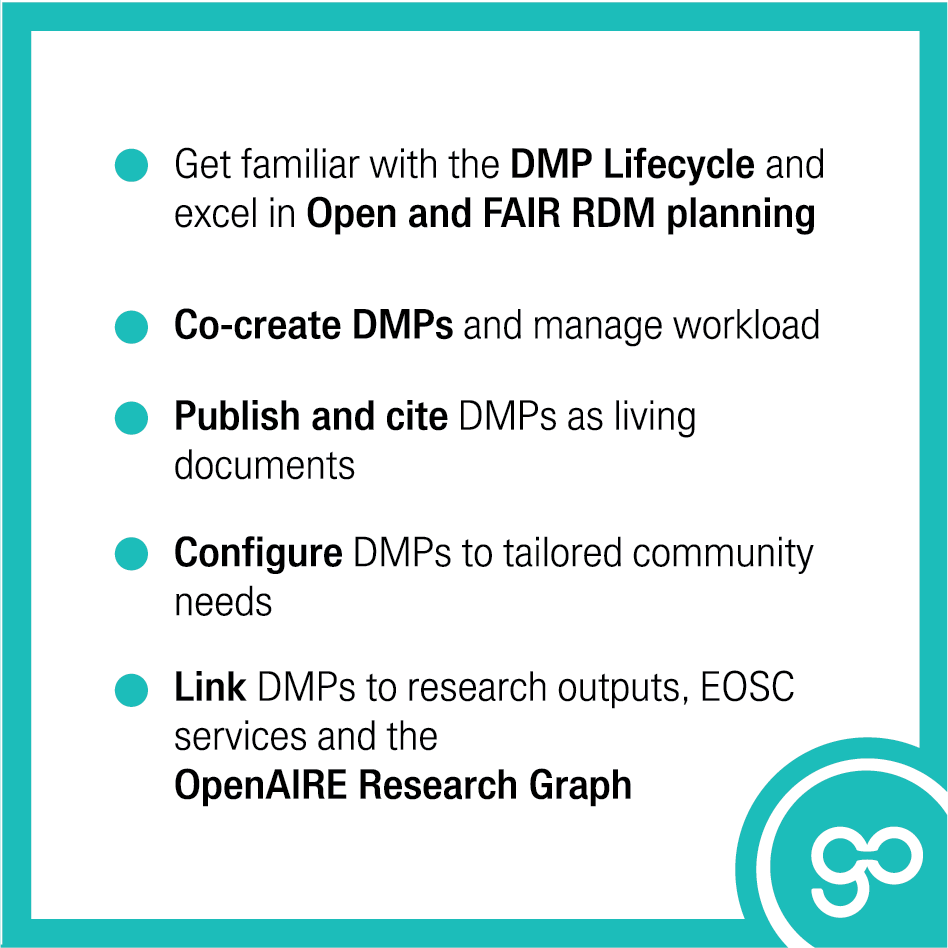 Get familiar with the DMP Lifecycle and
excel in Open and FAIR RDM planning
Co-create DMPs and manage workload
Publish and cite DMPs as living
documents
Configure DMPs to tailored community
needs
Link DMPs to research outputs, EOSC
services and the
OpenAIRE Research Graph
go